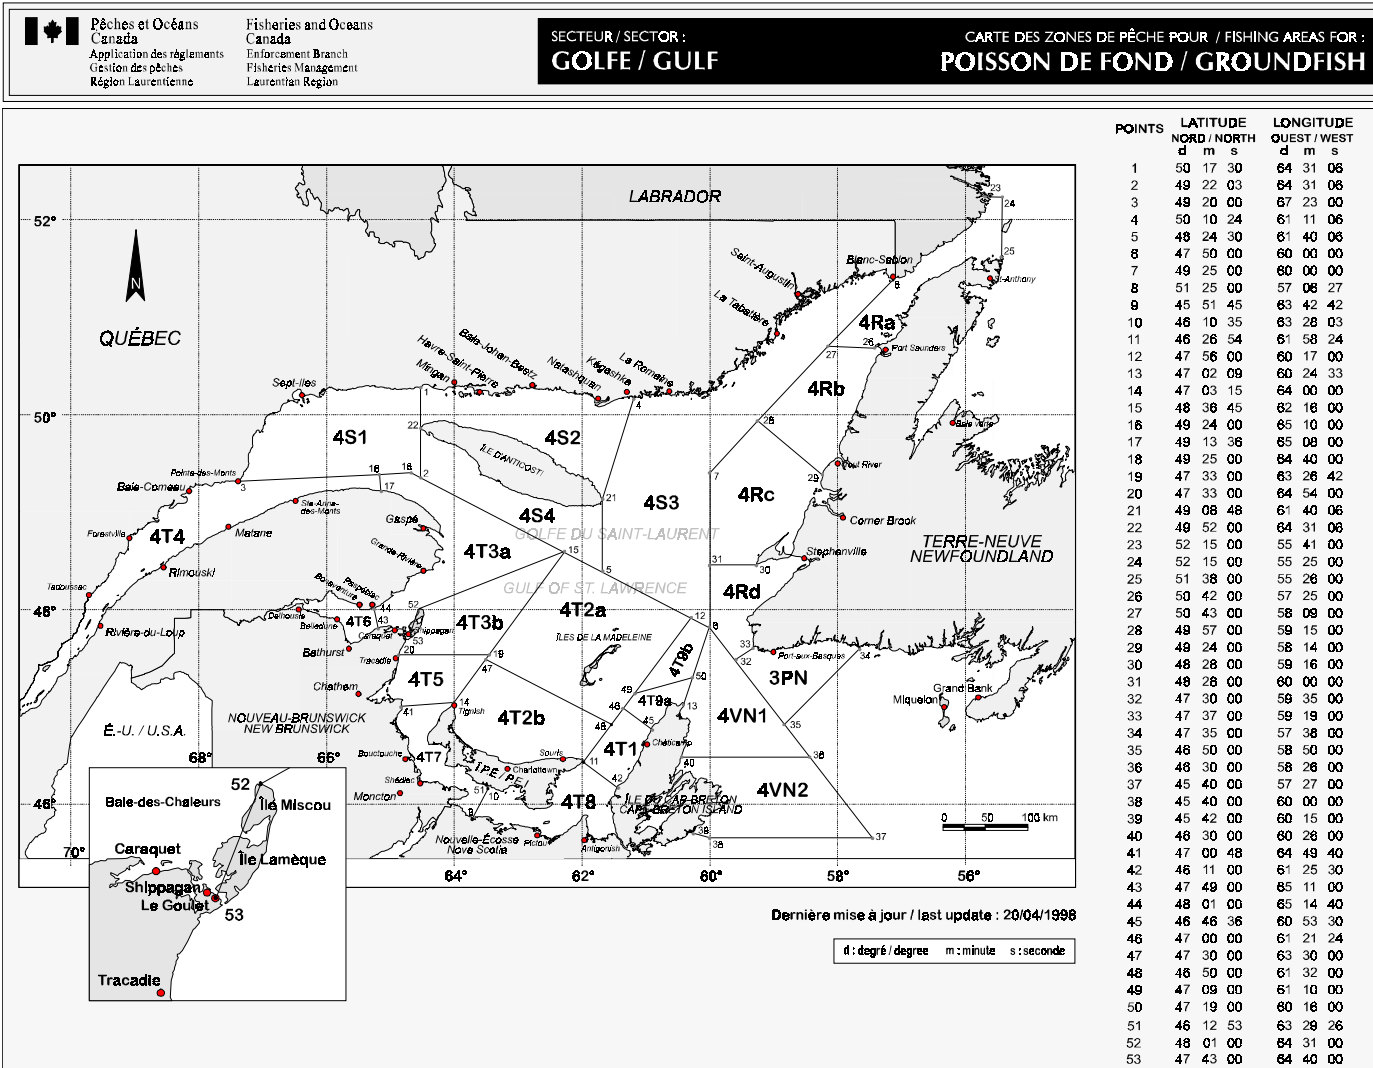 Pêches et Océans
Canada
Application des règlements
Gestion des pêches
Région Laurentienne
Fisheries and Oceans
Canada
Enforcement Branch
Fisheries Management
Laurentian Region
SECTEUR / SECTOR :
GOLFE / GULF
CARTE DES ZONES DE PÊCHE POUR / FISHING AREAS FOR :
POISSON DE FOND / GROUNDFISH
POINTS LATITUDE LONGITUDE
NORD / NORTH OUEST / WEST
d m s d m s
1 50 17 30 64 31 06
2 49 22 03 64 31 06
3 49 20 00 67 23 00
4 50 10 24 61 11 06
5 48 24 30 61 40 06
6 47 50 00 60 00 00
7 49 25 00 60 00 00
8 51 25 00 57 06 27
9 45 51 45 63 42 42
10 46 10 35 63 28 03
11 46 26 54 61 58 24
12 47 56 00 60 17 00
13 47 02 09 60 24 33
14 47 03 15 64 00 00
15 48 36 45 62 16 00
16 49 24 00 65 10 00
17 49 13 36 65 08 00
18 49 25 00 64 40 00
19 47 33 00 63 26 42
20 47 33 00 64 54 00
21 49 08 48 61 40 06
22 49 52 00 64 31 06
23 52 15 00 55 41 00
24 52 15 00 55 25 00
25 51 38 00 55 26 00
26 50 42 00 57 25 00
27 50 43 00 58 09 00
28 49 57 00 59 15 00
29 49 24 00 58 14 00
30 48 28 00 59 16 00
31 48 28 00 60 00 00
32 47 30 00 59 35 00
33 47 37 00 59 19 00
34 47 35 00 57 38 00
35 46 50 00 58 50 00
36 46 30 00 58 26 00
37 45 40 00 57 27 00
38 45 40 00 60 00 00
39 45 42 00 60 15 00
40 46 30 00 60 26 00
41 47 00 48 64 49 40
42 46 11 00 61 25 30
43 47 49 00 65 11 00
44 48 01 00 65 14 40
45 46 46 36 60 53 30
46 47 00 00 61 21 24
47 47 30 00 63 30 00
48 46 50 00 61 32 00
49 47 09 00 61 10 00
50 47 19 00 60 16 00
51 46 12 53 63 29 26
52 48 01 00 64 31 00
53 47 43 00 64 40 00
LABRADOR
52°
N
QUÉBEC
Saint-Augustin
Blanc-Sablon
St-Anthony
La Tabatière
4Ra
Port Saunders
4Rb
Mingan
Havre-Saint-Pierre
Baie Johan-Beetz
Natashquan
Kégashka
La Romaine
Sept-Iles
50°
4S1
4S2
ÎLE D'ANTICOSTI
Baie verte
Pointe-des-Monts
Baie-Comeau
Cout River
4S3
4Rc
Ste-Anne-des-Monts
4S4
Corner Brook
Gaspé
Forestville
4T4
Matane
GOLFE DU SAINT-LAURENT
4T3a
Grande Rivière
Stephenville
TERRE-NEUVE
NEWFOUNDLAND
Rimouski
GULF OF ST. LAWRENCE
4Rd
Tadoussac
Bonaventure
Paspébiac
4T2a
Dalhousie
Belledune
4T6
Caraquet
Shippagan
4T3b
Rivière-du-Loup
ÎLES DE LA MADELEINE
4T9b
Bathurst
Tracadie
Port-aux-Basques
3PN
4T5
Chatham
Grand Bank
Miquelon
4T9a
4VN1
Tignish
4T2b
NOUVEAU-BRUNSWICK
NEW BRUNSWICK
É.-U. / U.S.A.
4T1
Chéticamp
Bouctouche
4T7
Souris
Charlottown
ÎPÉ/PEI
Shédiac
Moncton
4T8
ÎLE DU CAP-BRETON
CAPE BRETON ISLAND
4VN2
Nouvelle-Écosse
Nova Scotia
Pictou
Antigonish
0 50 100 km
48°
46°
70° 68° 66° 64° 62° 60° 58° 56°
52
Baie-des-Chaleurs
Île Miscou
Caraquet
Île Lamèque
Shippagan
Le Goulet
53
Tracadie
Dernière mise à jour / last update : 20/04/1998
d : degré / degree m : minute s : seconde